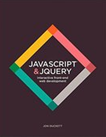 JAVASCRIPT
& JQUERY
interactive front-end
web development
JON DUCKETT